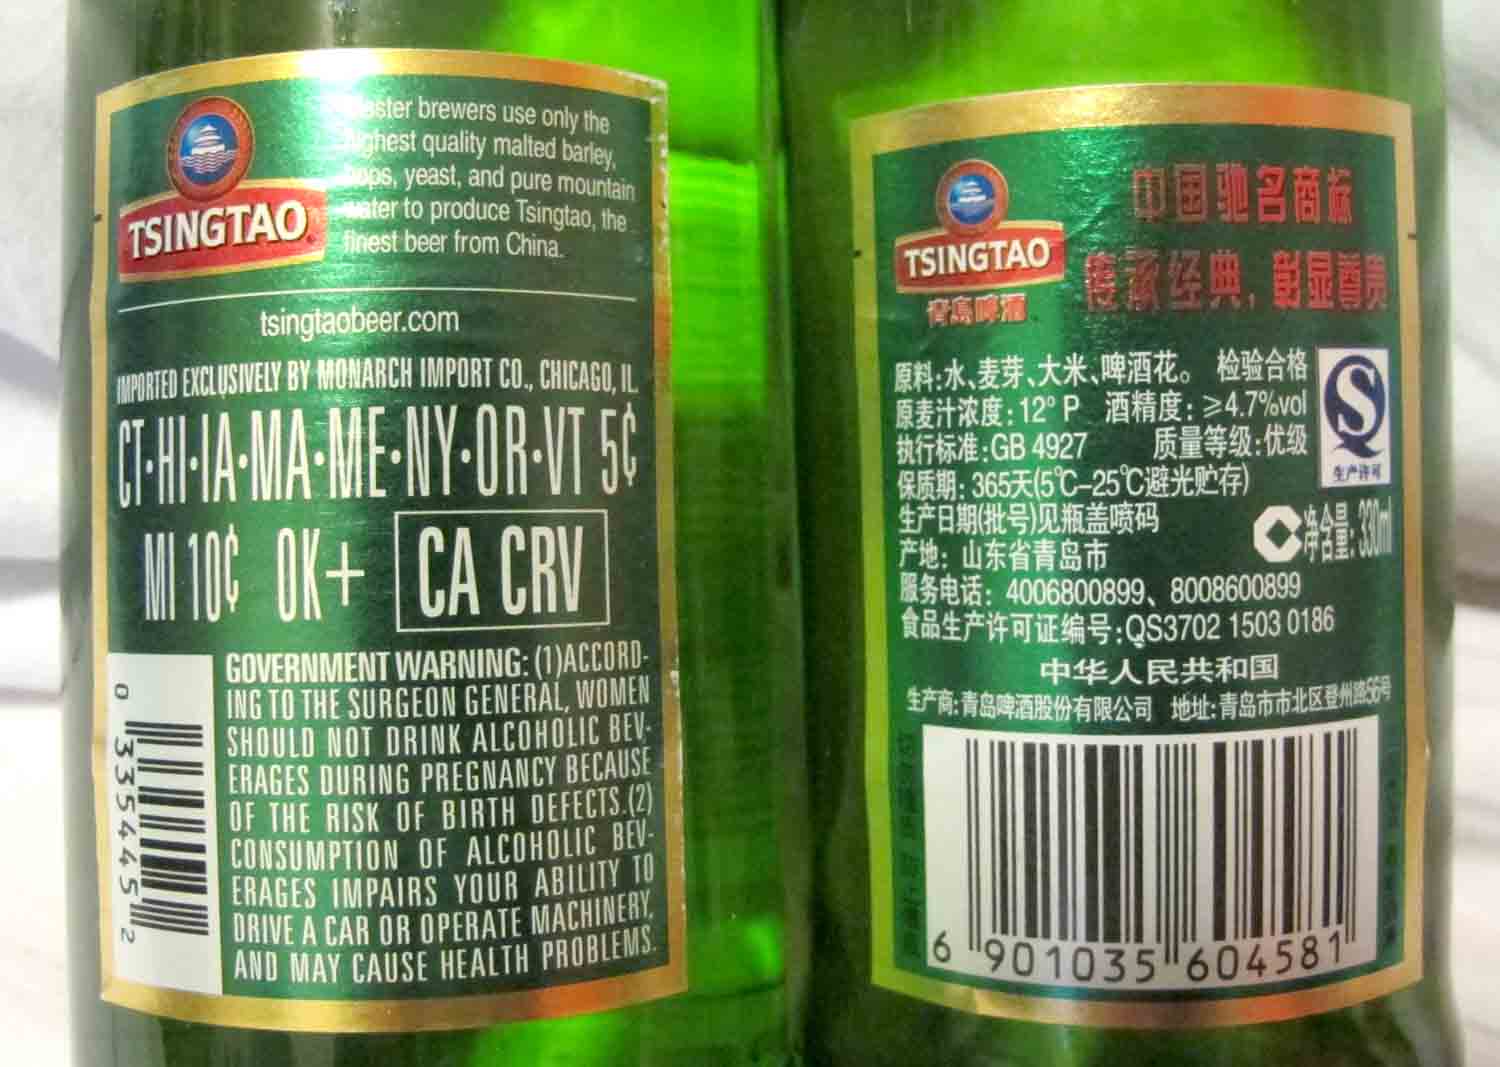 TSINGTAO
brewers use only the
highest quality malted barley,
hops, yeast, and pure mountain
water to produce Tsingtao, the
finest beer from China.
tsingtaobeer.com
IMPORTED EXCLUSIVELY BY MONARCH IMPORT CO., CHICAGO, IL.
CT·HI·IA·MA·ME·NY·OR·VT 5¢
MI 10¢ OK+ CA CRV
GOVERNMENT WARNING: (1)ACCORD-
ING TO THE SURGEON GENERAL, WOMEN
SHOULD NOT DRINK ALCOHOLIC BEV-
ERAGES DURING PREGNANCY BECAUSE
OF THE RISK OF BIRTH DEFECTS.(2)
CONSUMPTION OF ALCOHOLIC BEV-
ERAGES IMPAIRS YOUR ABILITY TO
DRIVE A CAR OR OPERATE MACHINERY,
AND MAY CAUSE HEALTH PROBLEMS.
0 33544 5 2
TSINGTAO
青島啤酒
中国驰名商标
传承经典,彰显尊贵
原料:水、麦芽、大米、啤酒花。 检验合格
原麦汁浓度:12°P 酒精度:≥4.7%vol
执行标准:GB 4927 质量等级:优级
生产许可
保质期:365天(5℃-25℃避光贮存)
生产日期(批号)见瓶盖喷码
净含量:330ml
产地:山东省青岛市
服务电话:4006800899、8008600899
食品生产许可证编号:QS3702 1503 0186
中华人民共和国
生产商:青岛啤酒股份有限公司 地址:青岛市市北区登州路56号
6 901035 604581